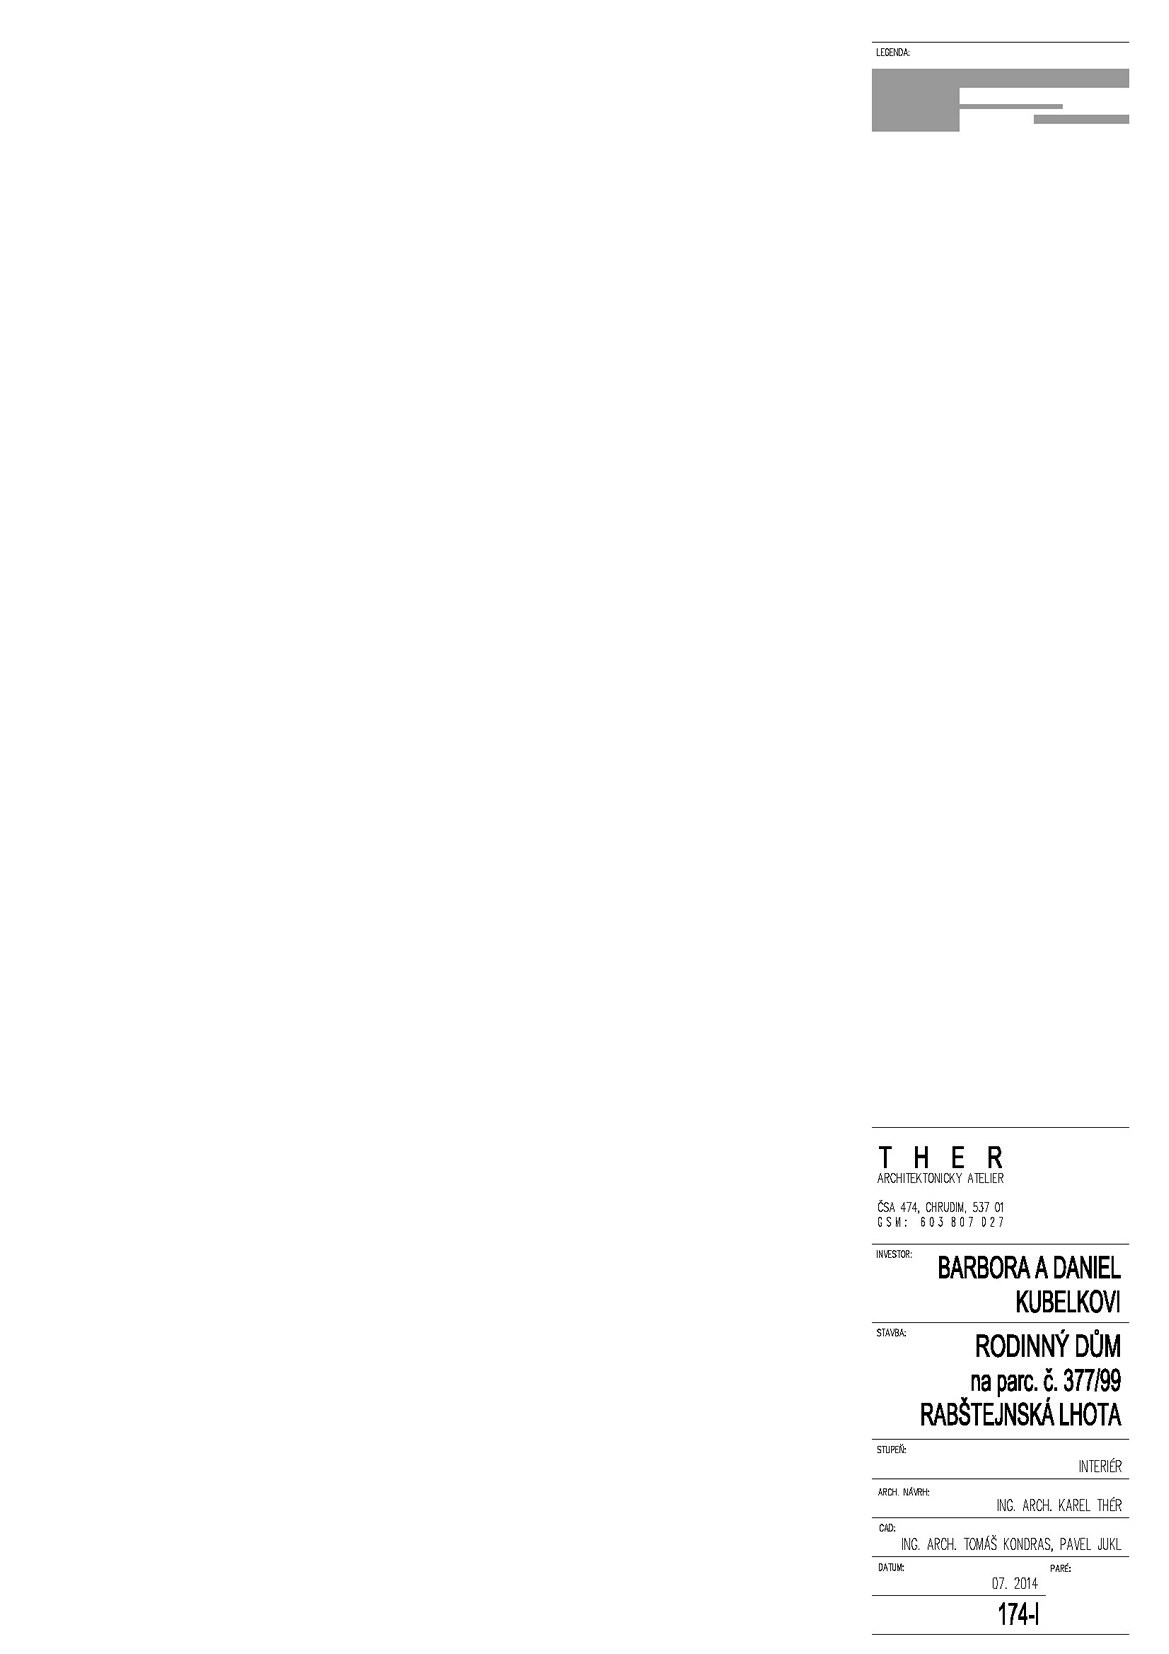 LEGENDA:
T H E R
ARCHITEKTONICKY ATELIER
ČSA 474, CHRUDIM, 537 01
GSM: 603 807 027
INVESTOR:
BARBORA A DANIEL
KUBELKOVI
STAVBA:
RODINNÝ DŮM
na parc. č. 377/99
RABŠTEJNSKÁ LHOTA
STUPEŇ:
INTERIÉR
ARCH. NÁVRH:
ING. ARCH. KAREL THÉR
CAD:
ING. ARCH. TOMÁŠ KONDRAS, PAVEL JUKL
DATUM: PARÉ:
07. 2014
174-I